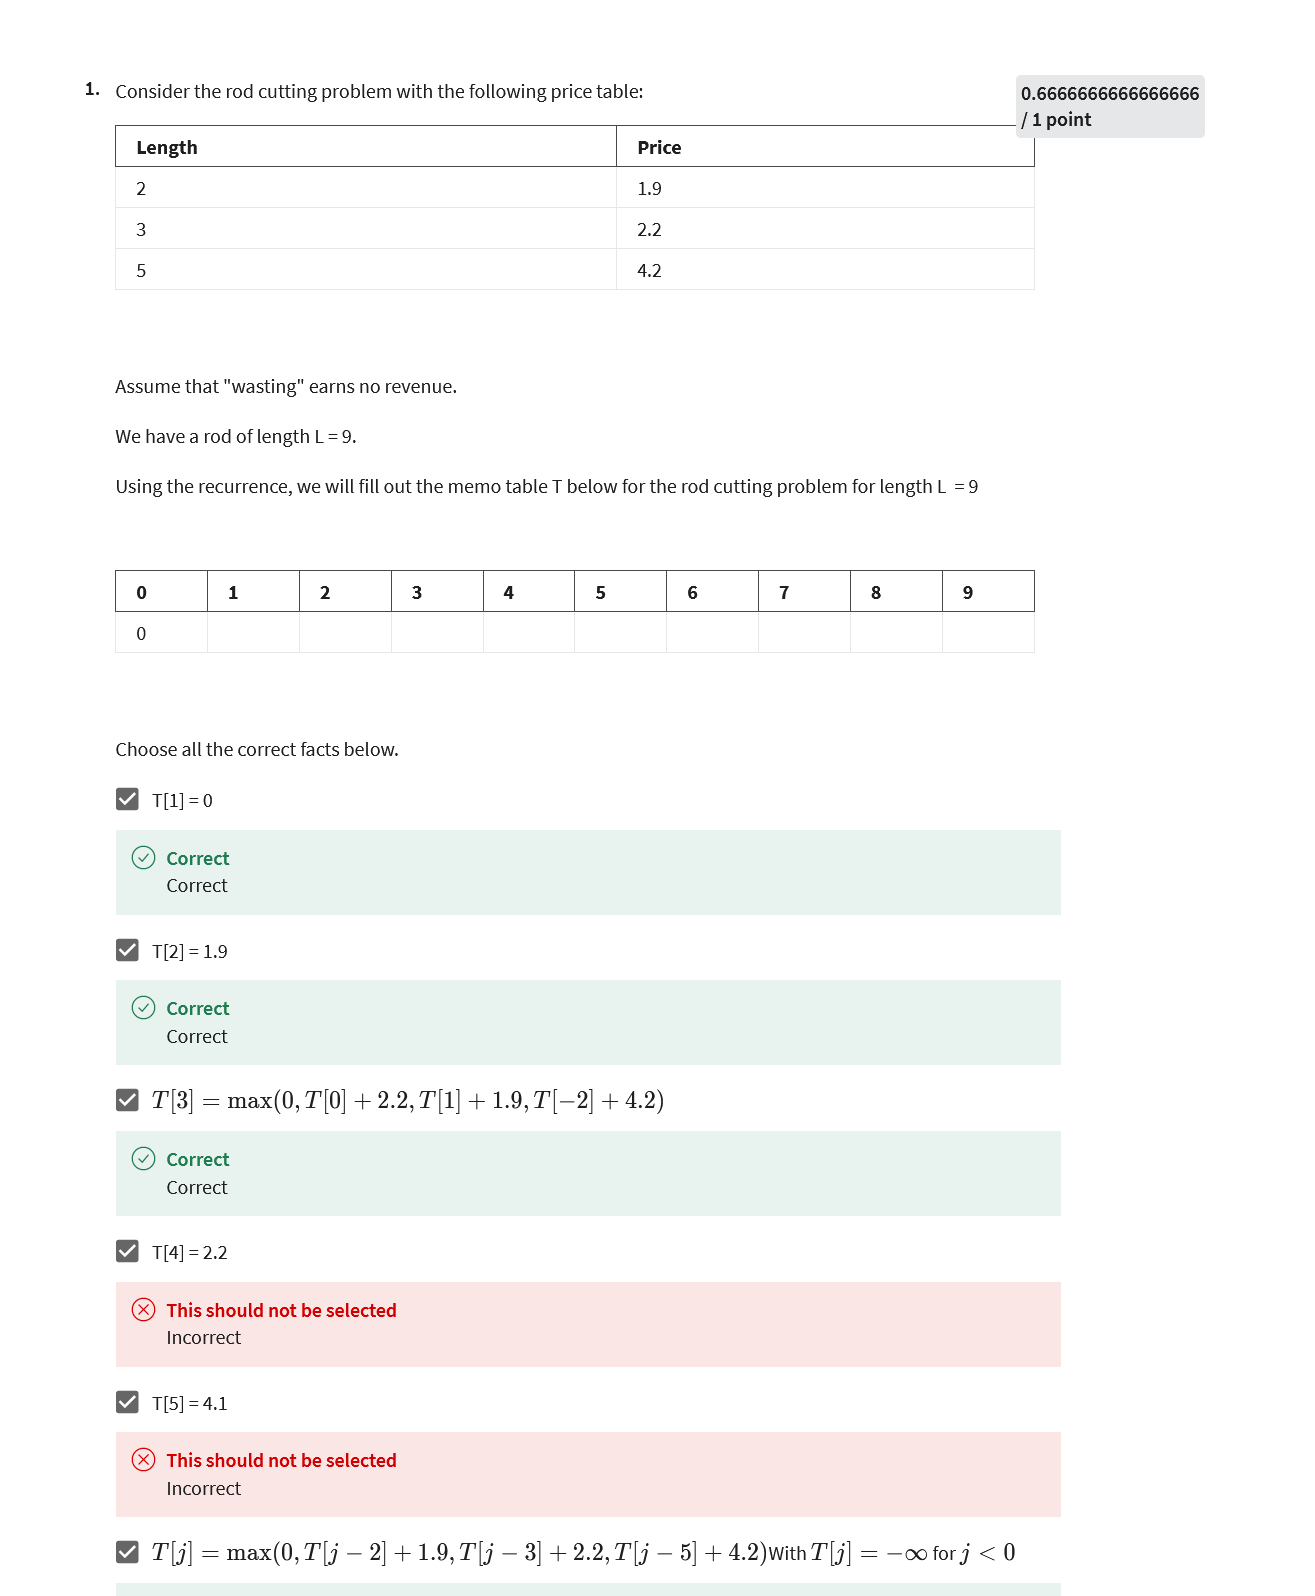 1. Consider the rod cutting problem with the following price table:
0.6666666666666666
/ 1 point
Length Price
2 1.9
3 2.2
5 4.2
Assume that "wasting" earns no revenue.
We have a rod of length L = 9.
Using the recurrence, we will fill out the memo table T below for the rod cutting problem for length L = 9
0 1 2 3 4 5 6 7 8 9
0
Choose all the correct facts below.
T[1] = 0
Correct
Correct
T[2] = 1.9
Correct
Correct
T[3] = max(0, T[0] + 2.2, T[1] + 1.9, T[−2] + 4.2)
Correct
Correct
T[4] = 2.2
This should not be selected
Incorrect
T[5] = 4.1
This should not be selected
Incorrect
T[j] = max(0, T[j − 2] + 1.9, T[j − 3] + 2.2, T[j − 5] + 4.2)With T[j] = −∞ for j < 0